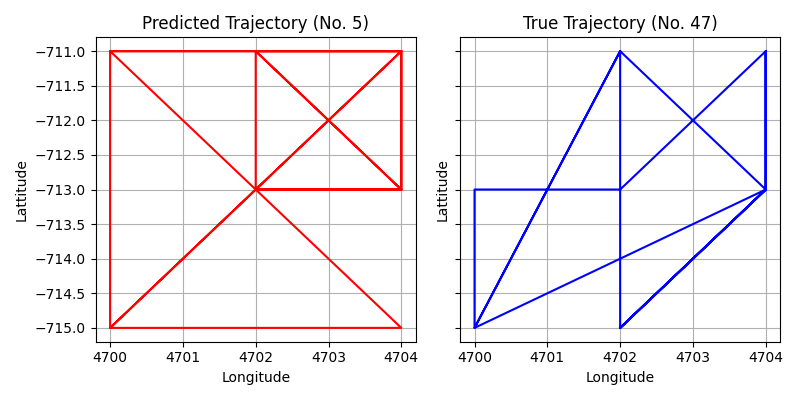 Predicted Trajectory (No. 5)
True Trajectory (No. 47)
−711.0
−711.5
−712.0
−712.5
−713.0
−713.5
−714.0
−714.5
−715.0
Lattitude
Lattitude
4700 4701 4702 4703 4704
4700 4701 4702 4703 4704
Longitude
Longitude